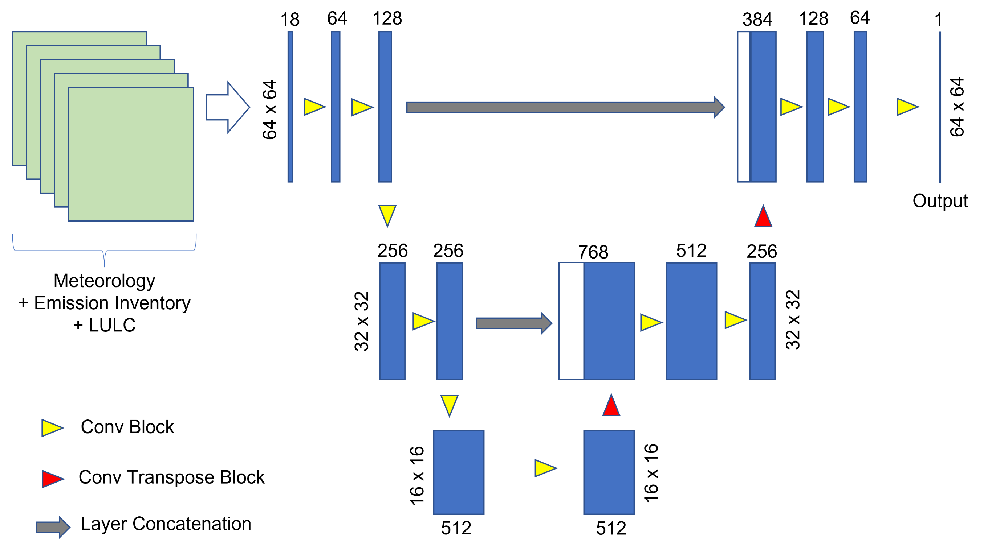 18
64
128
384
128
64
1
64 x 64
64 x 64
Output
Meteorology
+ Emission Inventory
+ LULC
256
256
768
512
256
32 x 32
32 x 32
16 x 16
16 x 16
512
512
Conv Block
Conv Transpose Block
Layer Concatenation